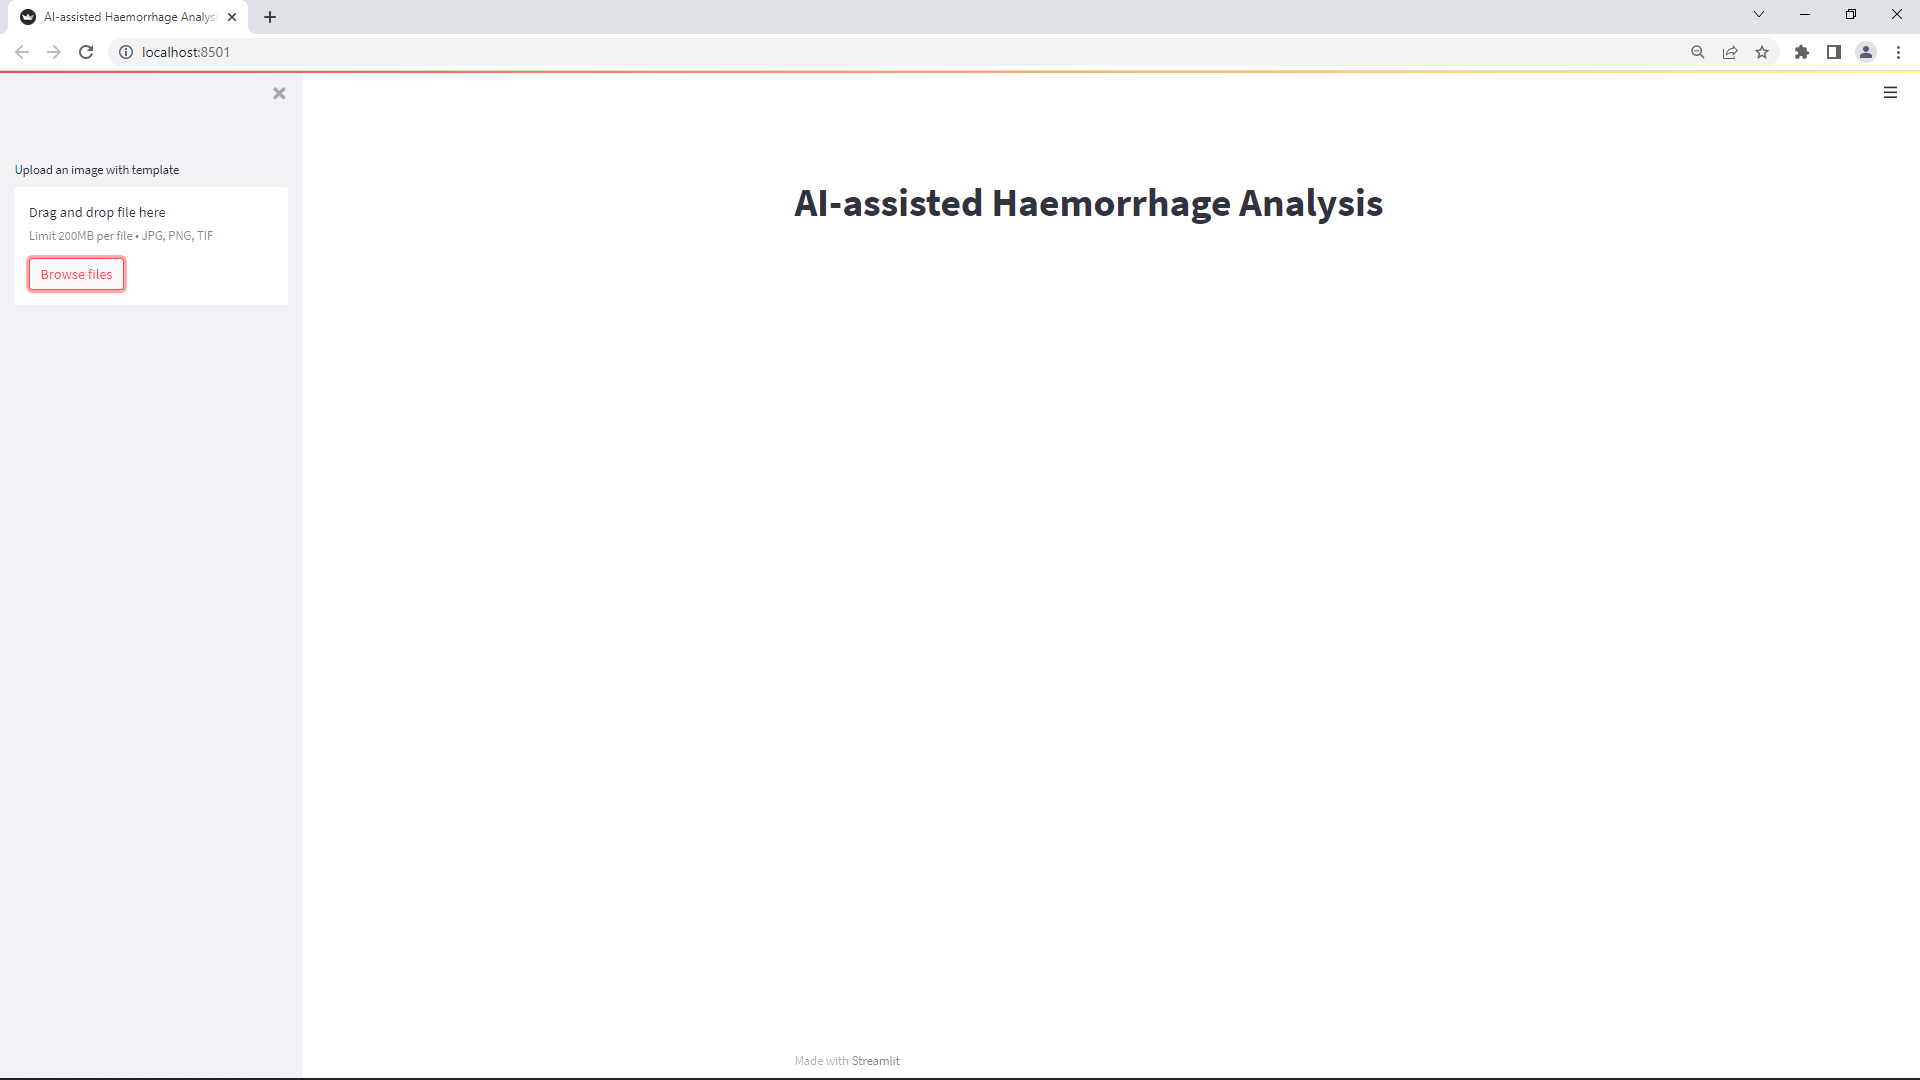 AI-assisted Haemorrhage Analysis
localhost:8501
Upload an image with template
Drag and drop file here
Limit 200MB per file • JPG, PNG, TIF
Browse files
AI-assisted Haemorrhage Analysis
Made with Streamlit